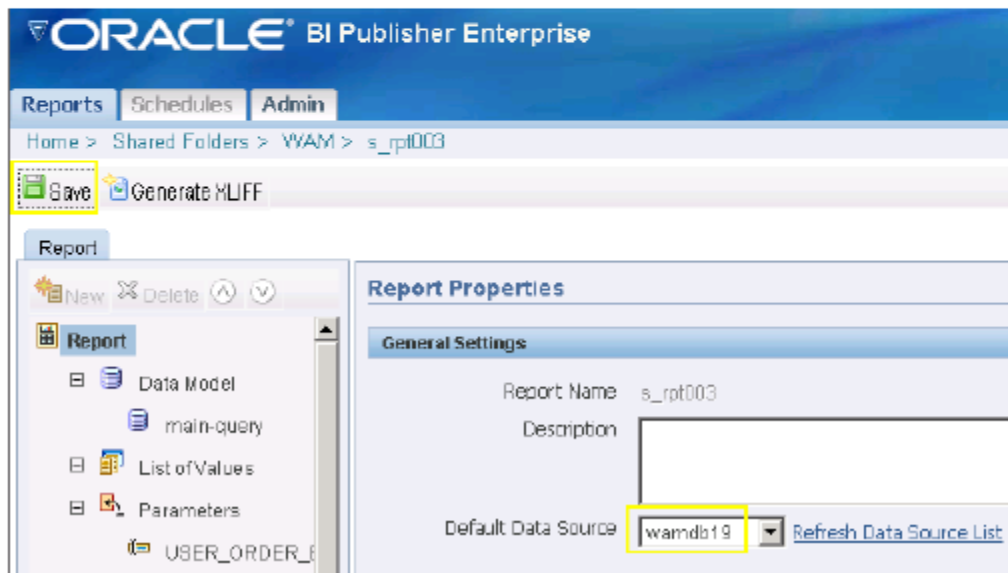 ORACLE BI Publisher Enterprise
Reports Schedules Admin
Home > Shared Folders > WAM > s_rpt003
Save Generate XLIFF
Report
New Delete
Report Properties
Report
General Settings
Data Model
Report Name s_rpt003
main-query
Description
List of Values
Parameters
Default Data Source wamdb19 Refresh Data Source List